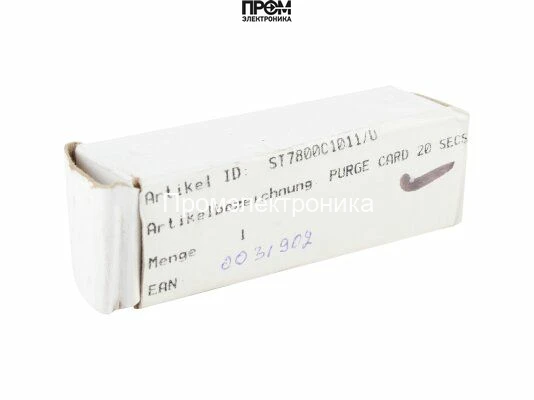 ПРОМ
ЭЛЕКТРОНИКА
Artikel ID: ST7800C1011/U
Artikelbezeichnung PURGE CARD 20 SECS
Промэлектроника
Menge 1
EAN 0031902